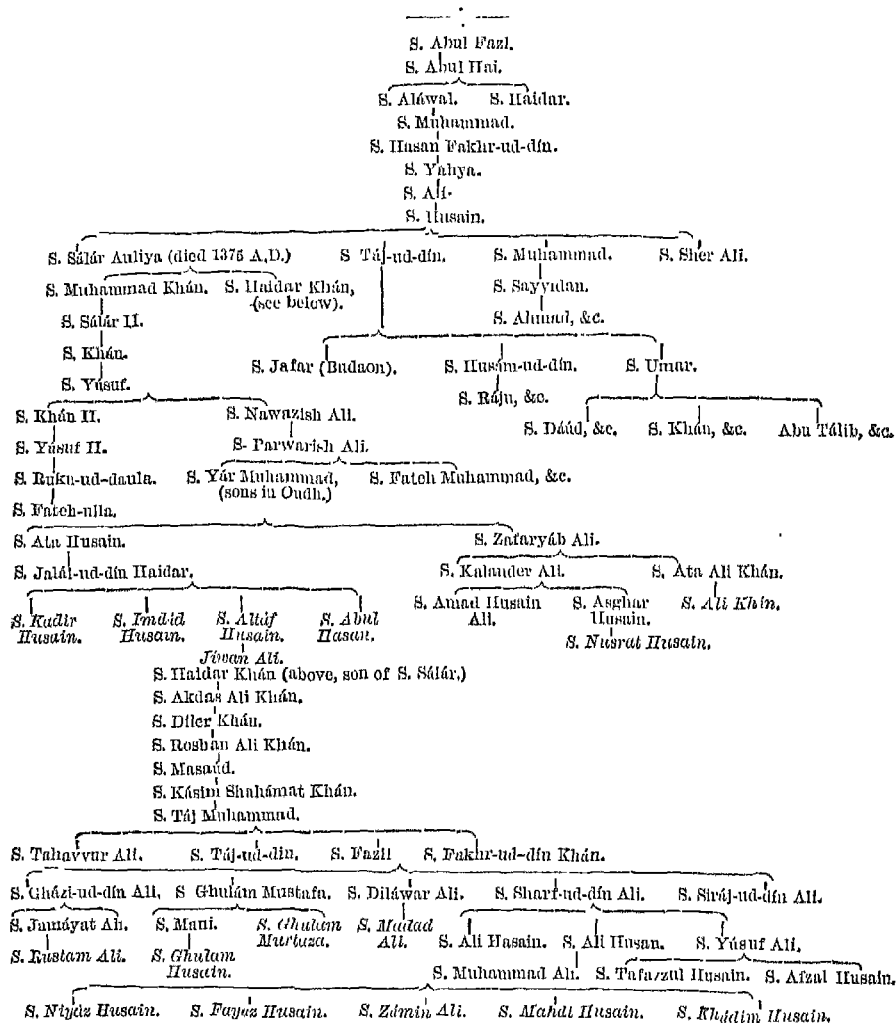 S. Abul Fazl.
S. Abul Hai.
S. Aláwal. S. Haidar.
S. Muhammad.
S. Hasan Fakhr-ud-dín.
S. Yahya.
S. Ali.
S. Husain.
S. Sálár Auliya (died 1375 A.D.) S Táj-ud-dín. S. Muhammad. S. Sher Ali.
S. Muhammad Khán. S. Haidar Khán, S. Sayyidan.
(see below).
S. Sálár II. S. Ahmad, &c.
S. Khán. S. Jafar (Budaon). S. Husám-ud-dín. S. Umar.
S. Yúsuf. S. Ráju, &c.
S. Khán II. S. Nawazish Ali. S. Dáúd, &c. S. Khán, &c. Abu Tálib, &c.
S. Yúsuf II. S. Parwarish Ali.
S. Rukn-ud-daula. S. Yár Muhammad, S. Fateh Muhammad, &c.
(sons in Oudh.)
S. Fateh-ulla.
S. Ata Husain. S. Zafaryáb Ali.
S. Jalál-ud-dín Haidar. S. Kalander Ali. S. Ata Ali Khán.
S. Kadir S. Imdád S. Altáf S. Abul S. Amad Husain S. Asghar S. Ali Khán.
Husain. Husain. Husain. Hasan. Ali. Husain.
Jiwan Ali. S. Nusrat Husain.
S. Haidar Khán (above, son of S. Sálár.)
S. Akdas Ali Khán.
S. Diler Khán.
S. Roshan Ali Khán.
S. Masaúd.
S. Kásim Shahámat Khán.
S. Táj Muhammad.
S. Tahavvur Ali. S. Táj-ud-din. S. Fazil S. Fakhr-ud-dín Khán.
S. Gházi-ud-dín Ali, S Ghulám Mustafa. S. Diláwar Ali. S. Sharf-ud-dín Ali. S. Siráj-ud-dín Ali.
S. Jamáyat Ali. S. Mani. S. Ghulam S. Madad
Murtuza. Ali. S. Ali Hasain. S. Ali Husan. S. Yúsuf Ali.
S. Rustam Ali. S. Ghulam
Husain. S. Muhammad Ali. S. Tafazzul Husain. S. Afzal Husain.
S. Niyáz Husain. S. Fayáz Husain. S. Zámin Ali. S. Mahdi Husain. S. Khádim Husain.